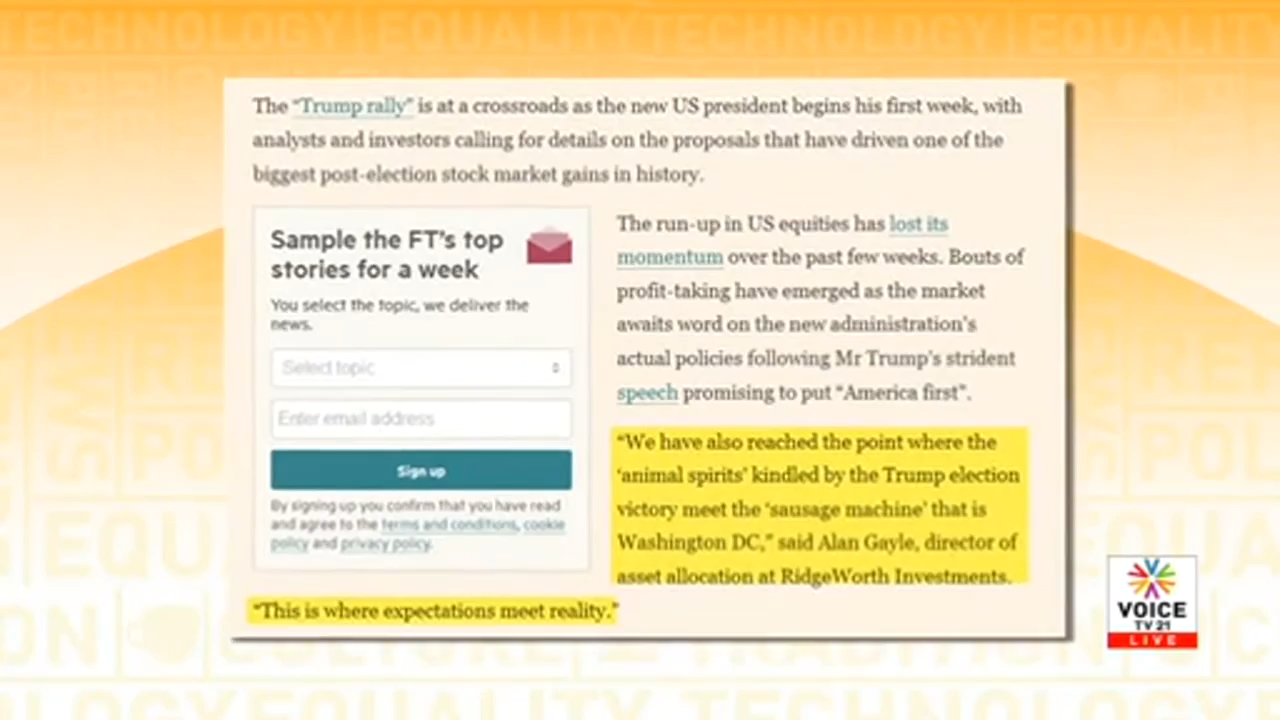 TECHNOLOGY EQUALITY TECHNOLOGY EQUALITY
The “Trump rally” is at a crossroads as the new US president begins his first week, with
analysts and investors calling for details on the proposals that have driven one of the
biggest post-election stock market gains in history.
Sample the FT’s top
stories for a week
You select the topic, we deliver the
news.
Select topic
Enter email address
Sign up
By signing up you confirm that you have read
and agree to the terms and conditions, cookie
policy and privacy policy.
The run-up in US equities has lost its
momentum over the past few weeks. Bouts of
profit-taking have emerged as the market
awaits word on the new administration’s
actual policies following Mr Trump’s strident
speech promising to put “America first”.
“We have also reached the point where the
‘animal spirits’ kindled by the Trump election
victory meet the ‘sausage machine’ that is
Washington DC,” said Alan Gayle, director of
asset allocation at RidgeWorth Investments.
“This is where expectations meet reality.”
VOICE
TV 21
LIVE